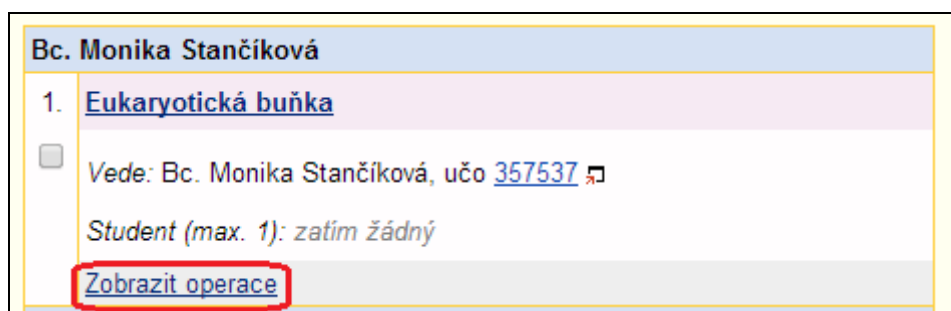 Bc. Monika Stančíková
1. Eukaryotická buňka
Vede: Bc. Monika Stančíková, učo 357537
Student (max. 1): zatím žádný
Zobrazit operace